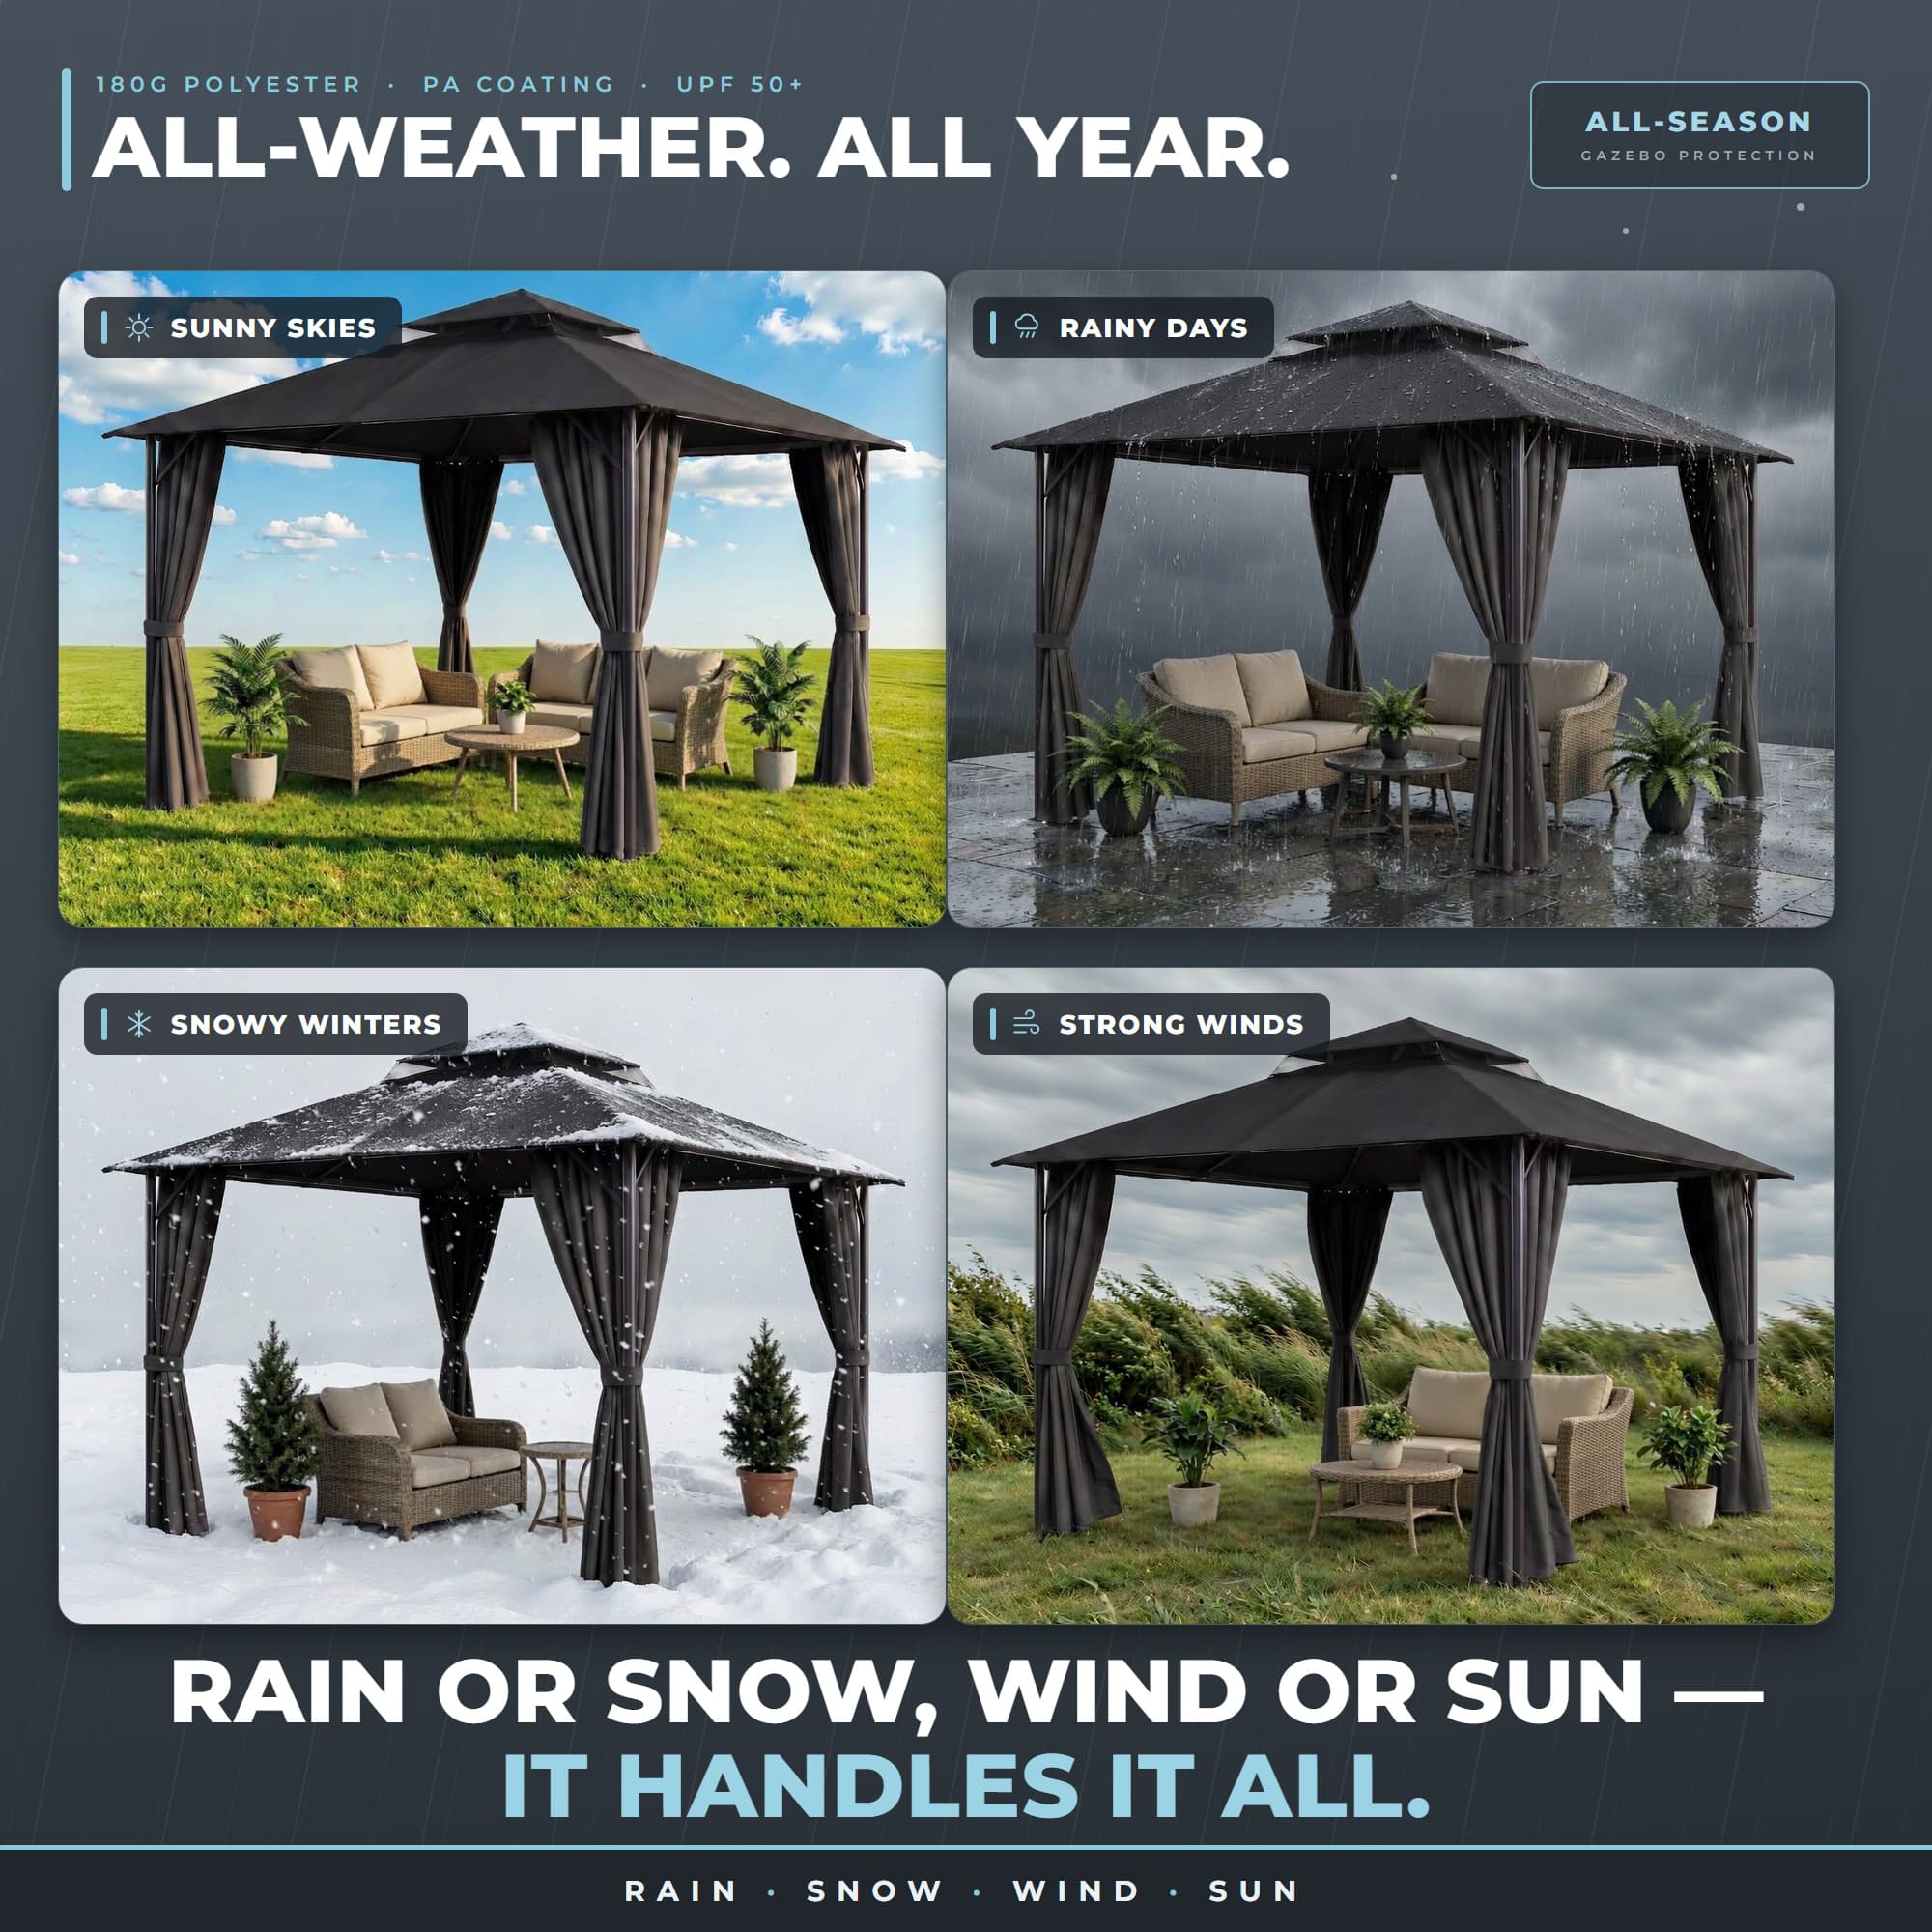 180G POLYESTER · PA COATING · UPF 50+
ALL-WEATHER. ALL YEAR.
ALL-SEASON
GAZEBO PROTECTION
SUNNY SKIES
RAINY DAYS
SNOWY WINTERS
STRONG WINDS
RAIN OR SNOW, WIND OR SUN —
IT HANDLES IT ALL.
RAIN · SNOW · WIND · SUN